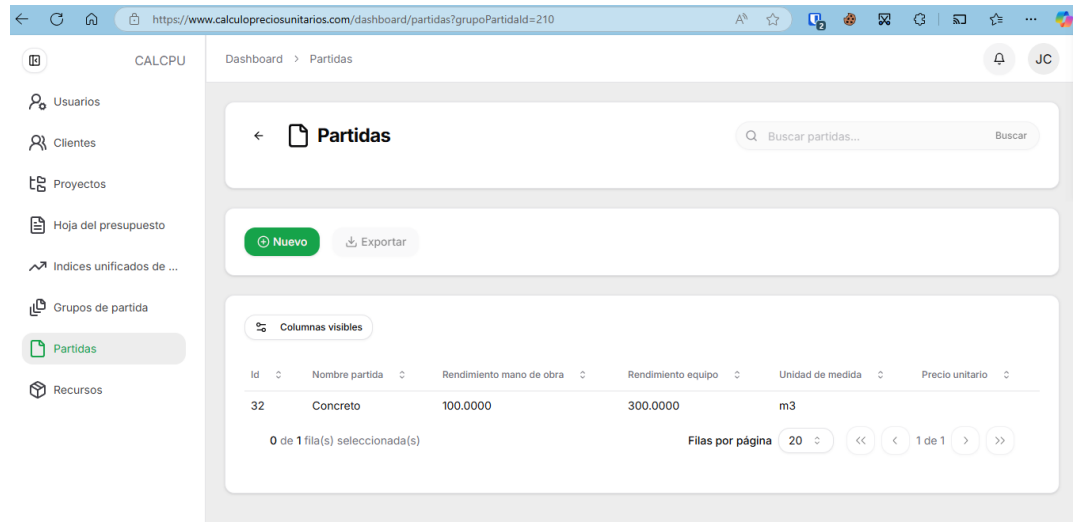 https://www.calculopreciosunitarios.com/dashboard/partidas?grupoPartidaId=210
2
CALCPU
Dashboard > Partidas
JC
Usuarios
Clientes
Proyectos
Hoja del presupuesto
Indices unificados de ...
Grupos de partida
Partidas
Recursos
Partidas
Buscar partidas...
Buscar
Nuevo
Exportar
Columnas visibles
Id Nombre partida Rendimiento mano de obra Rendimiento equipo Unidad de medida Precio unitario
32 Concreto 100.0000 300.0000 m3
0 de 1 fila(s) seleccionada(s)
Filas por página 20 << < 1 de 1 > >>